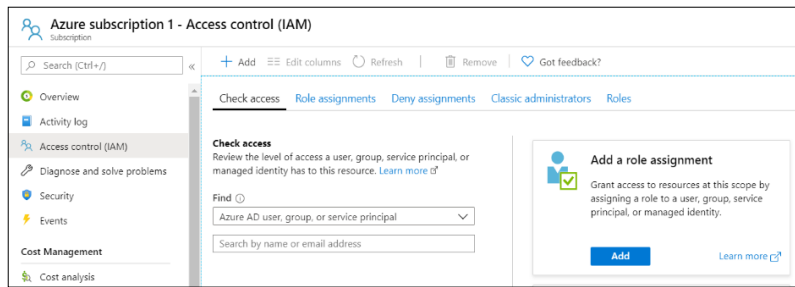 Azure subscription 1 - Access control (IAM)
Subscription
Search (Ctrl+/)
«
Add
Edit columns
Refresh
Remove
Got feedback?
Overview
Activity log
Access control (IAM)
Diagnose and solve problems
Security
Events
Cost Management
Cost analysis
Check access
Role assignments
Deny assignments
Classic administrators
Roles
Check access
Review the level of access a user, group, service principal, or
managed identity has to this resource. Learn more
Find
Azure AD user, group, or service principal
Search by name or email address
Add a role assignment
Grant access to resources at this scope by
assigning a role to a user, group, service
principal, or managed identity.
Add
Learn more